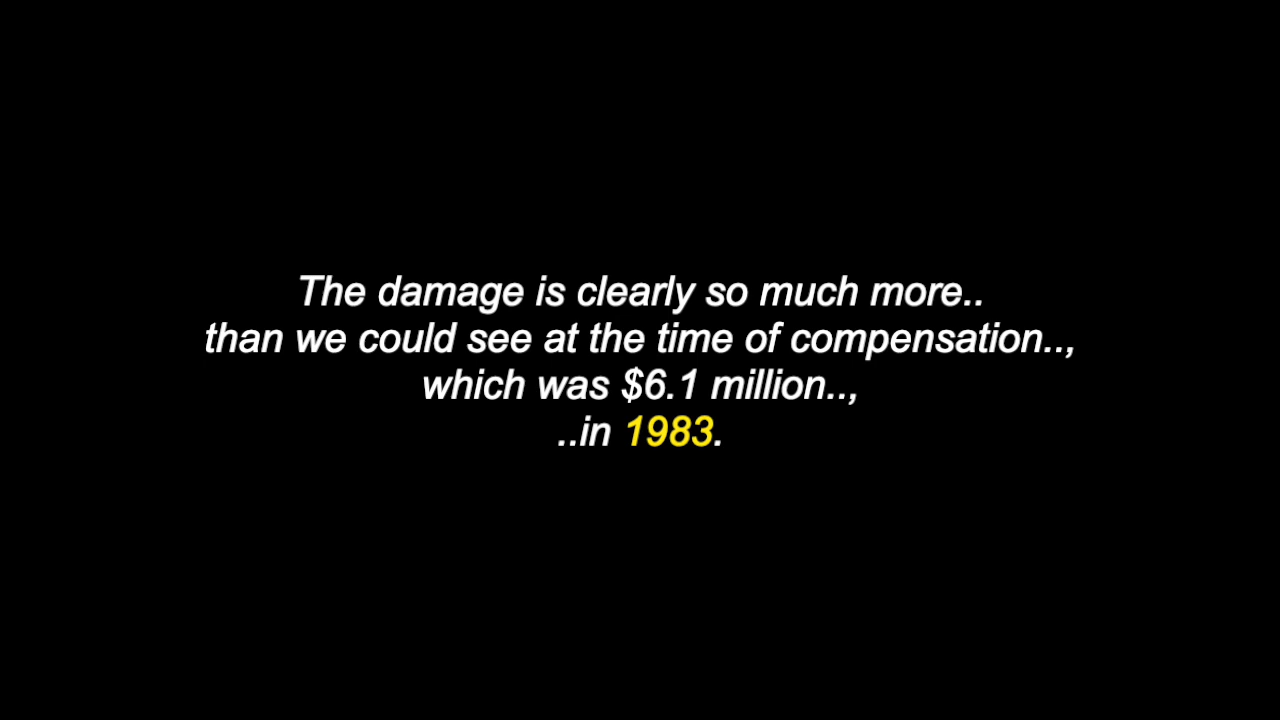 The damage is clearly so much more..
than we could see at the time of compensation..,
which was $6.1 million..,
..in 1983.